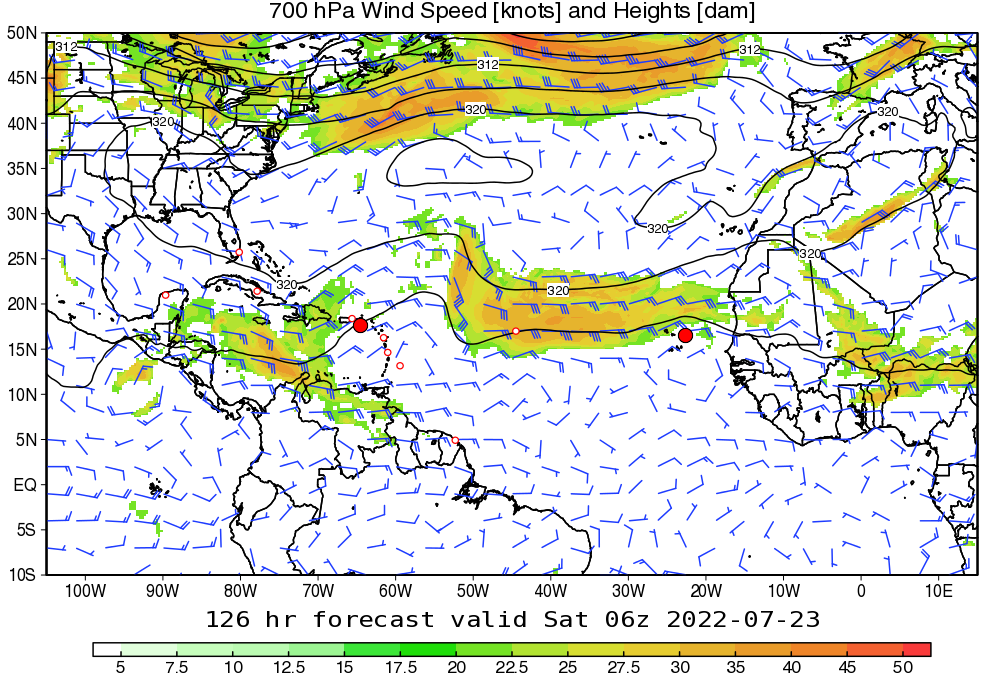 700 hPa Wind Speed [knots] and Heights [dam]
50N
312
312
45N
312
320
320
40N
320
35N
30N
320
25N
320
320
20N
320
15N
10N
5N
EQ
5S
10S
100W 90W 80W 70W 60W 50W 40W 30W 20W 10W 0 10E
126 hr forecast valid Sat 06z 2022-07-23
5 7.5 10 12.5 15 17.5 20 22.5 25 27.5 30 35 40 45 50